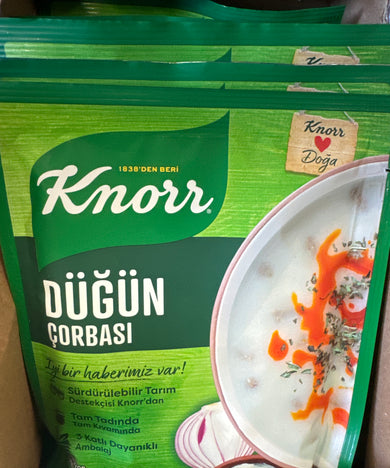 Knorr
Doğa
1838'DEN BERİ
Knorr
DÜĞÜN
ÇORBASI
İyi bir haberimiz var!
Sürdürülebilir Tarım
Destekçisi Knorr'dan
Tam Tadında
Tam Kıvamında
3 Katlı Dayanıklı
Ambalaj